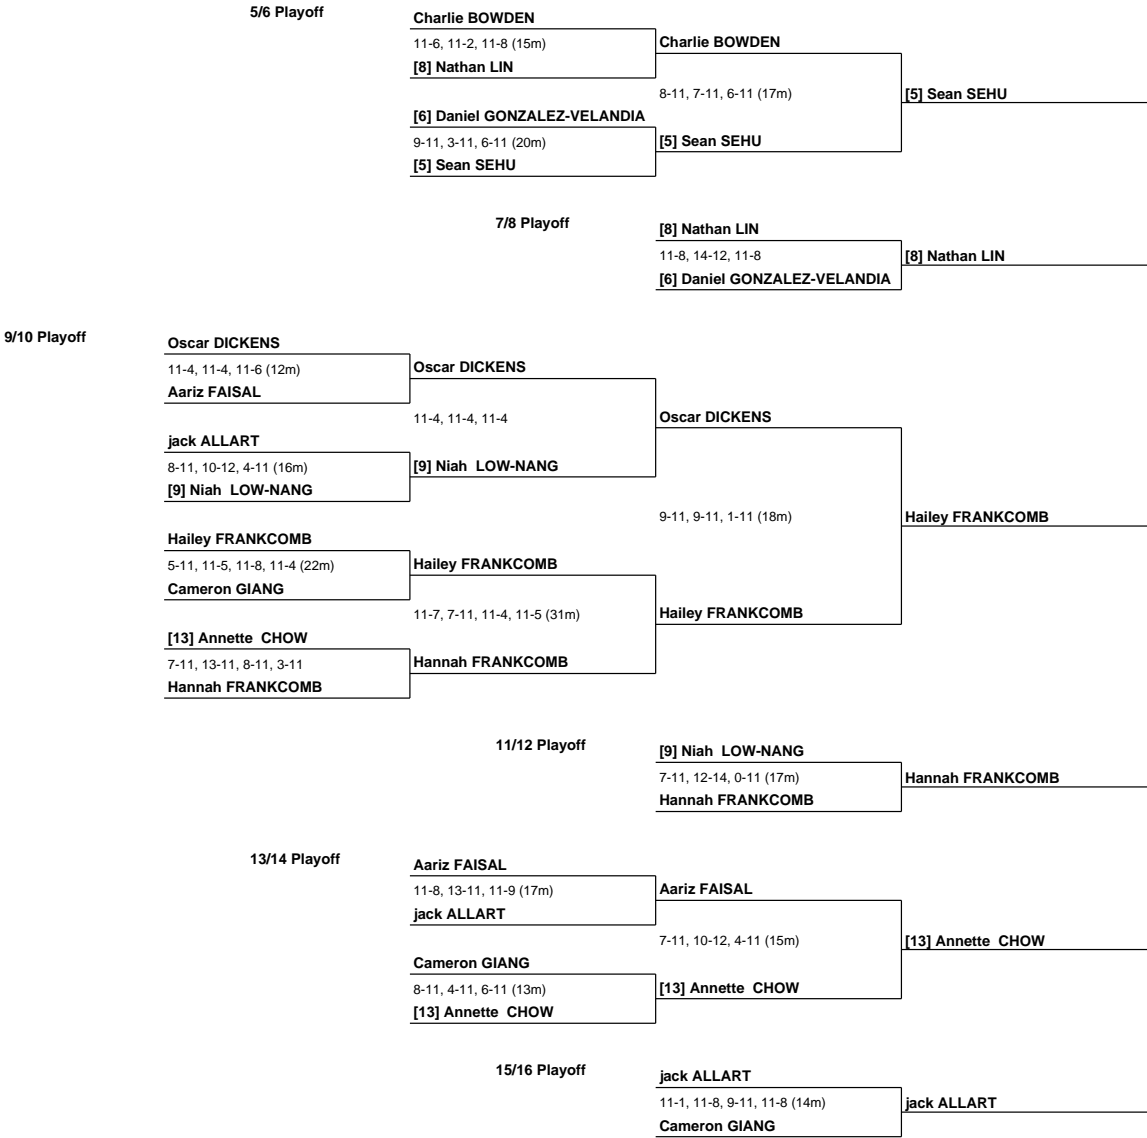 5/6 Playoff
Charlie BOWDEN
11-6, 11-2, 11-8 (15m)
[8] Nathan LIN
Charlie BOWDEN
8-11, 7-11, 6-11 (17m)
[5] Sean SEHU
[6] Daniel GONZALEZ-VELANDIA
9-11, 3-11, 6-11 (20m)
[5] Sean SEHU
[5] Sean SEHU
7/8 Playoff
[8] Nathan LIN
11-8, 14-12, 11-8
[6] Daniel GONZALEZ-VELANDIA
[8] Nathan LIN
9/10 Playoff
Oscar DICKENS
11-4, 11-4, 11-6 (12m)
Aariz FAISAL
Oscar DICKENS
11-4, 11-4, 11-4
Oscar DICKENS
jack ALLART
8-11, 10-12, 4-11 (16m)
[9] Niah  LOW-NANG
[9] Niah  LOW-NANG
9-11, 9-11, 1-11 (18m)
Hailey FRANKCOMB
Hailey FRANKCOMB
5-11, 11-5, 11-8, 11-4 (22m)
Cameron GIANG
Hailey FRANKCOMB
11-7, 7-11, 11-4, 11-5 (31m)
Hailey FRANKCOMB
[13] Annette  CHOW
7-11, 13-11, 8-11, 3-11
Hannah FRANKCOMB
Hannah FRANKCOMB
11/12 Playoff
[9] Niah  LOW-NANG
7-11, 12-14, 0-11 (17m)
Hannah FRANKCOMB
Hannah FRANKCOMB
13/14 Playoff
Aariz FAISAL
11-8, 13-11, 11-9 (17m)
jack ALLART
Aariz FAISAL
7-11, 10-12, 4-11 (15m)
[13] Annette  CHOW
Cameron GIANG
8-11, 4-11, 6-11 (13m)
[13] Annette  CHOW
[13] Annette  CHOW
15/16 Playoff
jack ALLART
11-1, 11-8, 9-11, 11-8 (14m)
Cameron GIANG
jack ALLART